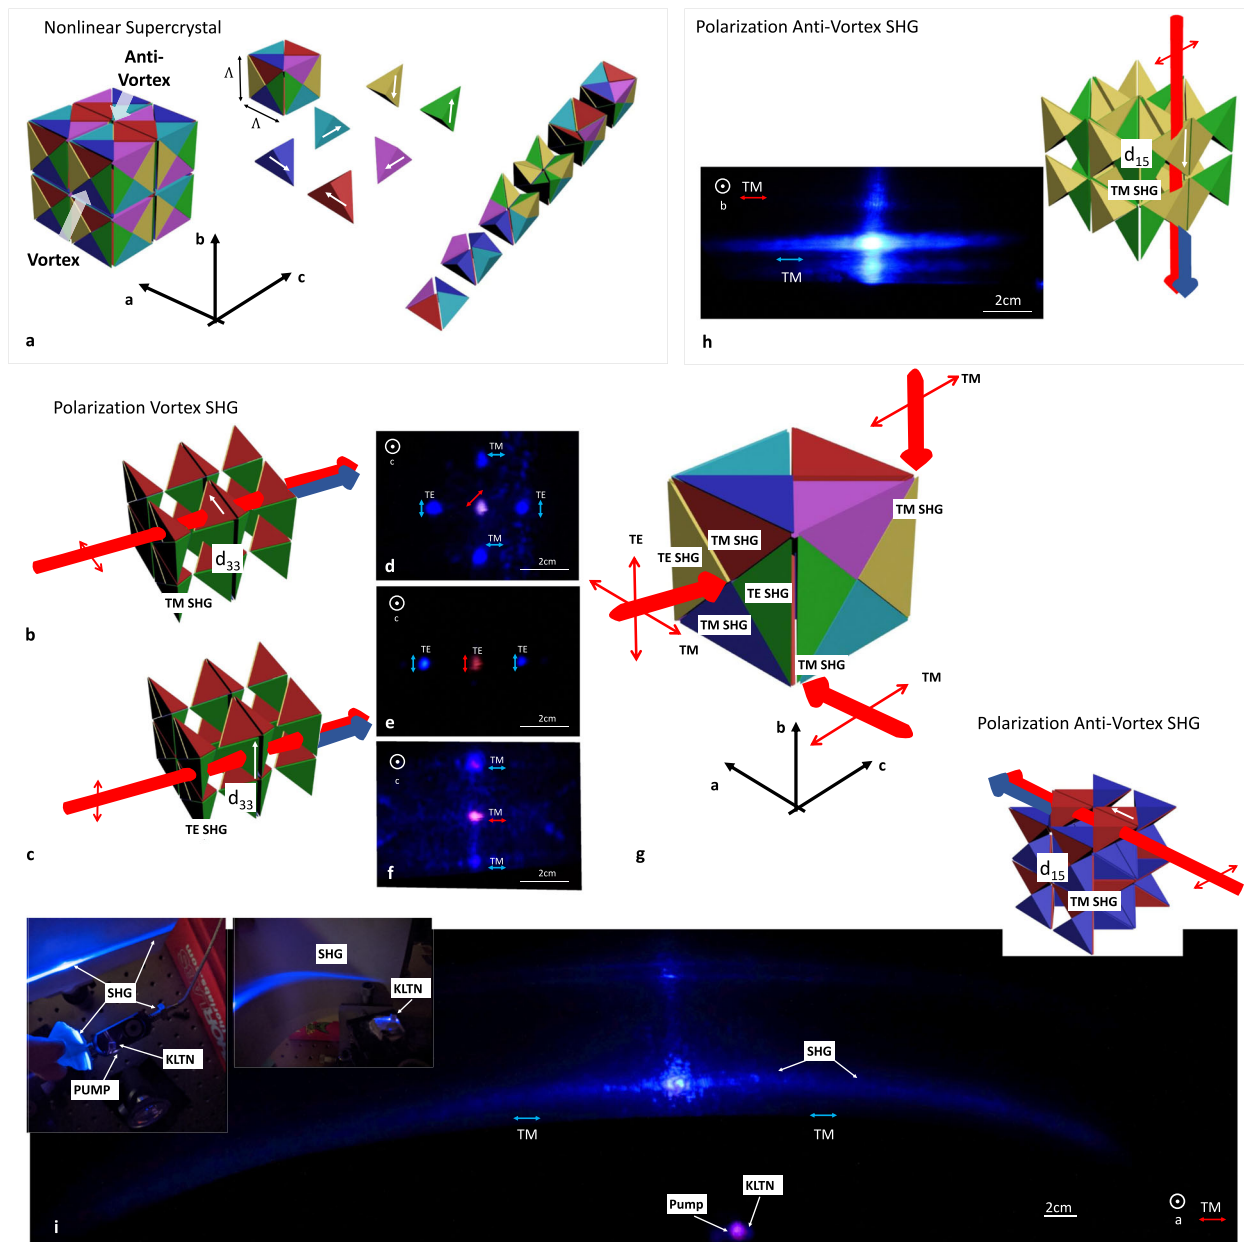 Nonlinear Supercrystal
Anti-
Vortex
Λ
Λ
Vortex
b
c
a
a
Polarization Anti-Vortex SHG
d15
TM SHG
TM
b
TM
2cm
h
Polarization Vortex SHG
d33
TM SHG
b
d33
TE SHG
c
c
TM
TE
TE
TM
2cm
d
c
TE
TE
TE
2cm
e
c
TM
TM
TM
2cm
f
TM
TM SHG
TM SHG
TE
TE SHG
TE SHG
TM SHG
TM
TM SHG
TM
b
c
a
g
Polarization Anti-Vortex SHG
d15
TM SHG
SHG
KLTN
PUMP
SHG
KLTN
SHG
TM
TM
Pump
KLTN
2cm
a
TM
i